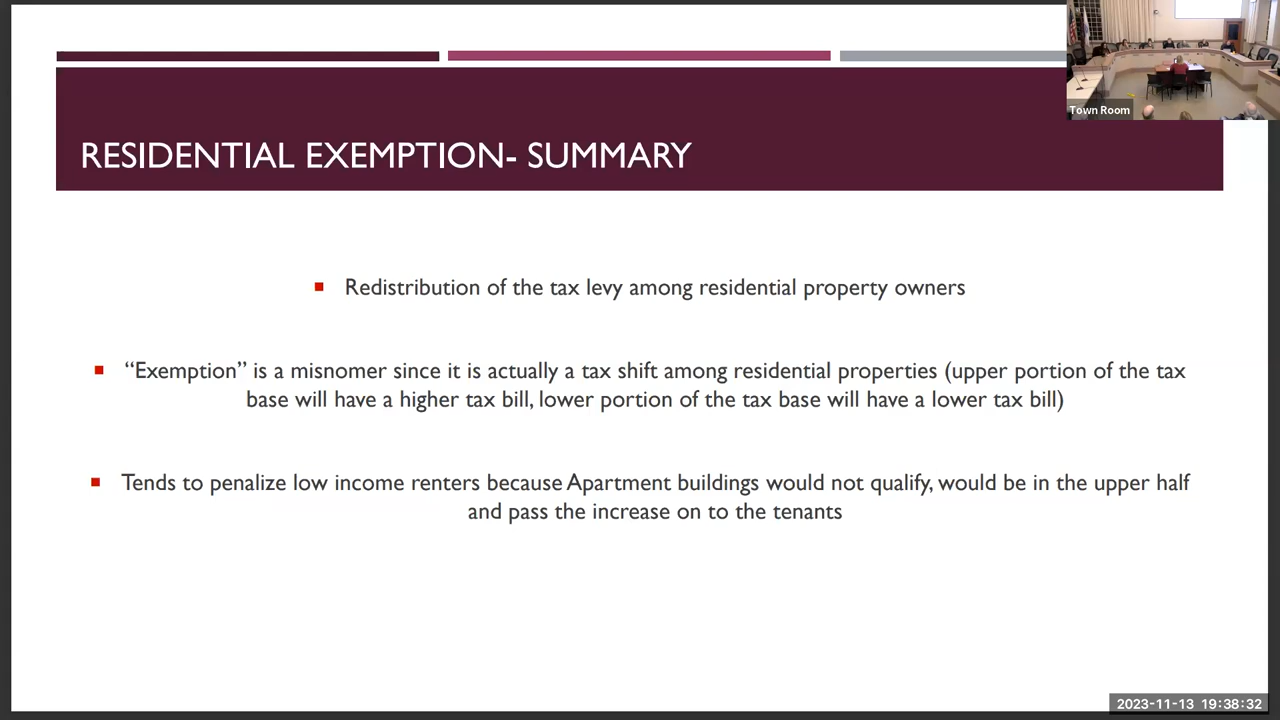 Town Room
RESIDENTIAL EXEMPTION- SUMMARY
Redistribution of the tax levy among residential property owners
“Exemption” is a misnomer since it is actually a tax shift among residential properties (upper portion of the tax
base will have a higher tax bill, lower portion of the tax base will have a lower tax bill)
Tends to penalize low income renters because Apartment buildings would not qualify, would be in the upper half
and pass the increase on to the tenants
2023-11-13 19:38:32